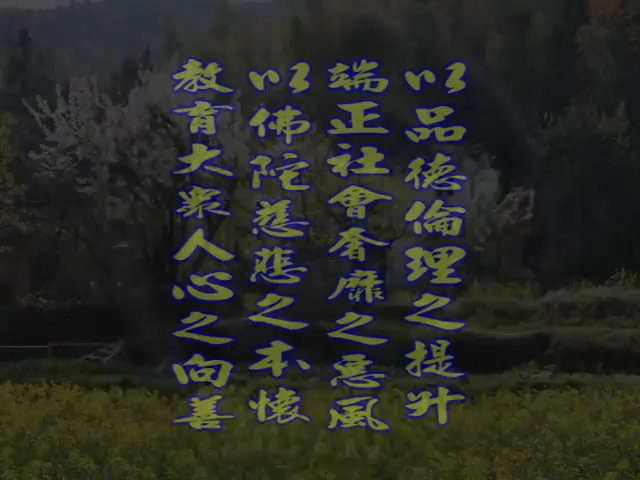 以品德倫理之提升
端正社會奢靡之惡風
以佛陀慈悲之本懷
教育大眾人心之向善